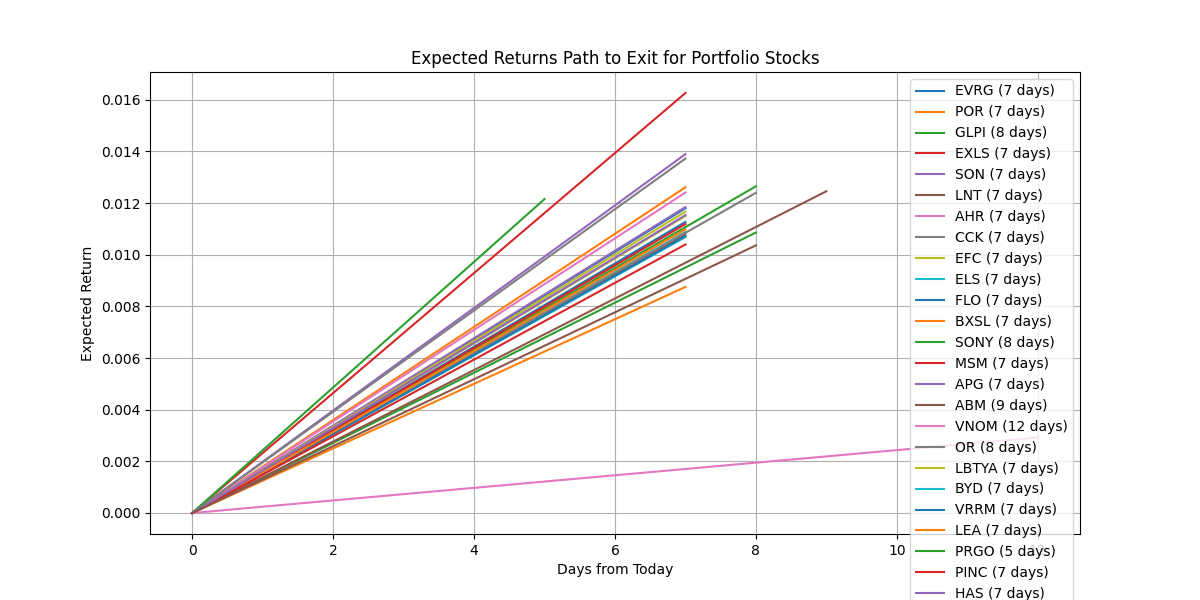 Expected Returns Path to Exit for Portfolio Stocks
Expected Return
0.016
0.014
0.012
0.010
0.008
0.006
0.004
0.002
0.000
0
2
4
6
8
10
Days from Today
EVRG (7 days)
POR (7 days)
GLPI (8 days)
EXLS (7 days)
SON (7 days)
LNT (7 days)
AHR (7 days)
CCK (7 days)
EFC (7 days)
ELS (7 days)
FLO (7 days)
BXSL (7 days)
SONY (8 days)
MSM (7 days)
APG (7 days)
ABM (9 days)
VNOM (12 days)
OR (8 days)
LBTYA (7 days)
BYD (7 days)
VRRM (7 days)
LEA (7 days)
PRGO (5 days)
PINC (7 days)
HAS (7 days)